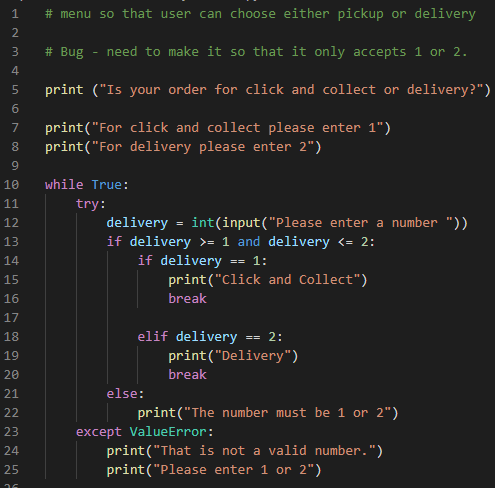 1 # menu so that user can choose either pickup or delivery
2
3 # Bug - need to make it so that it only accepts 1 or 2.
4
5 print ("Is your order for click and collect or delivery?")
6
7 print("For click and collect please enter 1")
8 print("For delivery please enter 2")
9
10 while True:
11     try:
12         delivery = int(input("Please enter a number "))
13         if delivery >= 1 and delivery <= 2:
14             if delivery == 1:
15                 print("Click and Collect")
16                 break
17
18             elif delivery == 2:
19                 print("Delivery")
20                 break
21         else:
22             print("The number must be 1 or 2")
23     except ValueError:
24         print("That is not a valid number.")
25         print("Please enter 1 or 2")